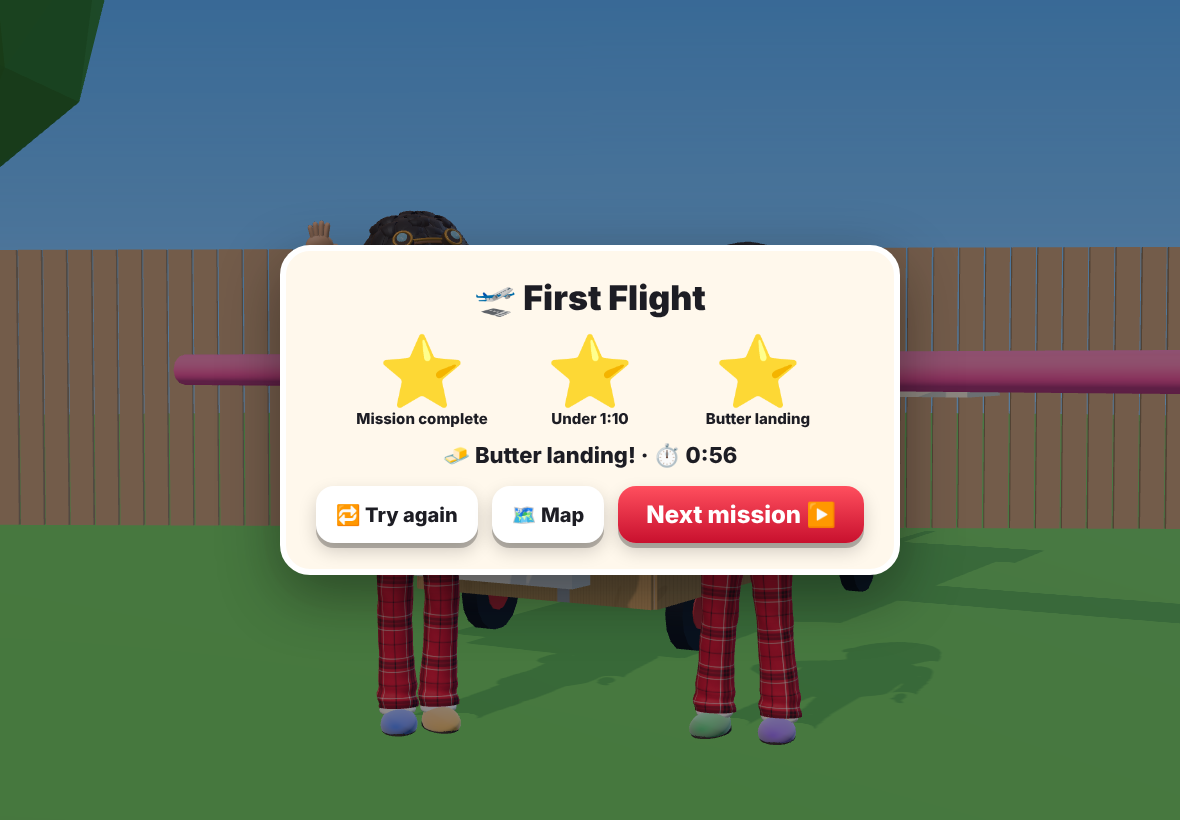 First Flight
Mission complete
Under 1:10
Butter landing
Butter landing! · 0:56
Try again
Map
Next mission